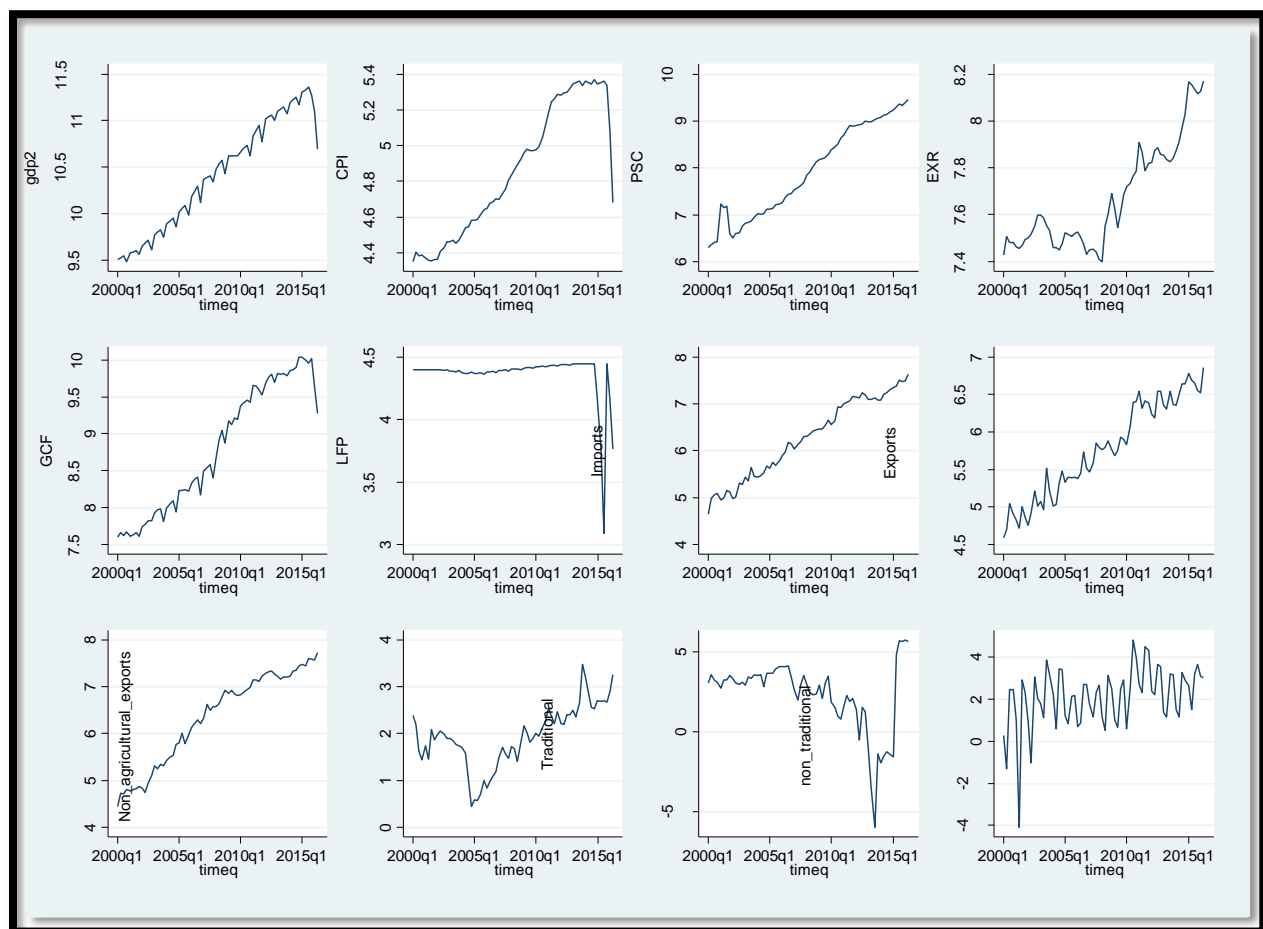 gdp2
9.5 10 10.5 11 11.5
2000q1 2005q1 2010q1 2015q1
timeq
CPI
4.4 4.6 4.8 5 5.2 5.4
2000q1 2005q1 2010q1 2015q1
timeq
PSC
6 7 8 9 10
2000q1 2005q1 2010q1 2015q1
timeq
EXR
7.4 7.6 7.8 8 8.2
2000q1 2005q1 2010q1 2015q1
timeq
GCF
7.5 8 8.5 9 9.5 10
2000q1 2005q1 2010q1 2015q1
timeq
LFP
3 3.5 4 4.5
2000q1 2005q1 2010q1 2015q1
timeq
Imports
4 5 6 7 8
2000q1 2005q1 2010q1 2015q1
timeq
Exports
4.5 5 5.5 6 6.5 7
2000q1 2005q1 2010q1 2015q1
timeq
Non_agricultural_exports
4 5 6 7 8
2000q1 2005q1 2010q1 2015q1
timeq
Traditional
0 1 2 3 4
2000q1 2005q1 2010q1 2015q1
timeq
non_traditional
-5 0 5
2000q1 2005q1 2010q1 2015q1
timeq
-4 -2 0 2 4
2000q1 2005q1 2010q1 2015q1
timeq